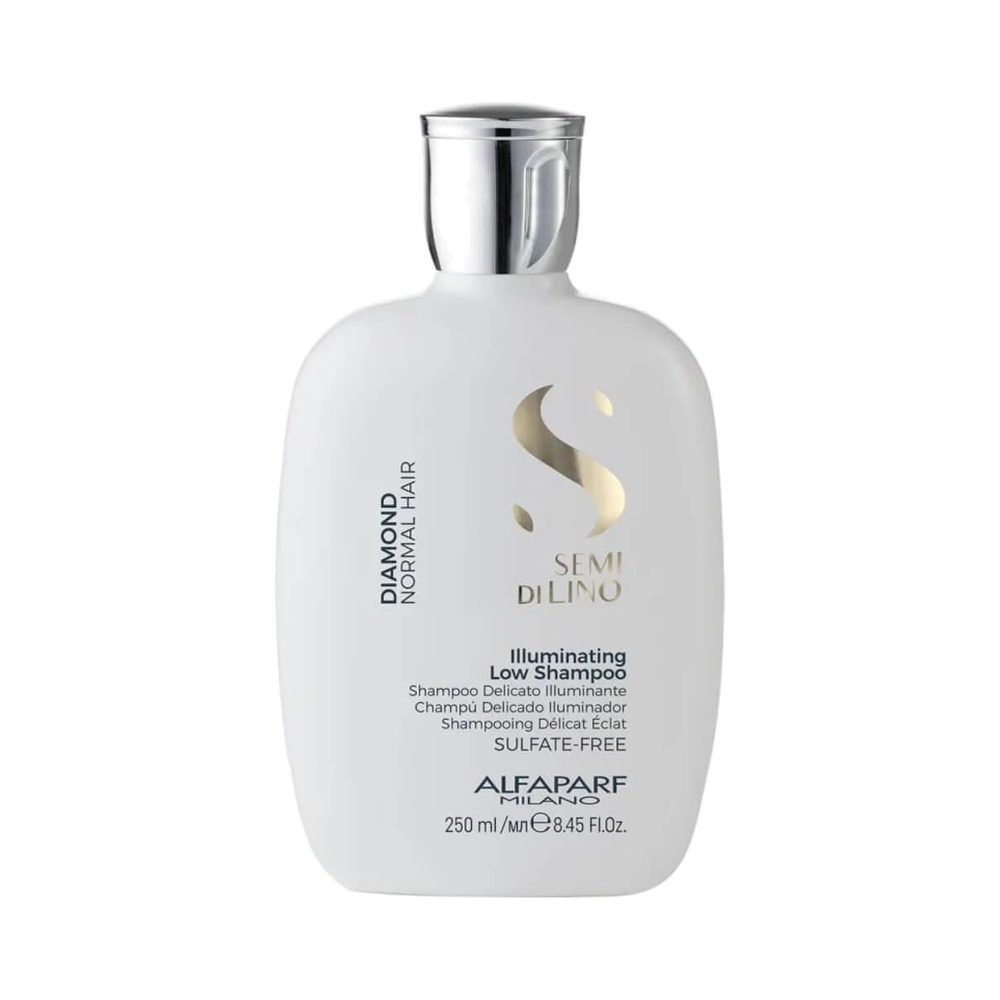 DIAMOND
NORMAL HAIR
SEMI
DI LINO
Illuminating
Low Shampoo
Shampoo Delicato Illuminante
Champú Delicado Iluminador
Shampooing Délicat Éclat
SULFATE-FREE
ALFAPARF
MILANO
250 ml/мл℮8.45 Fl.Oz.